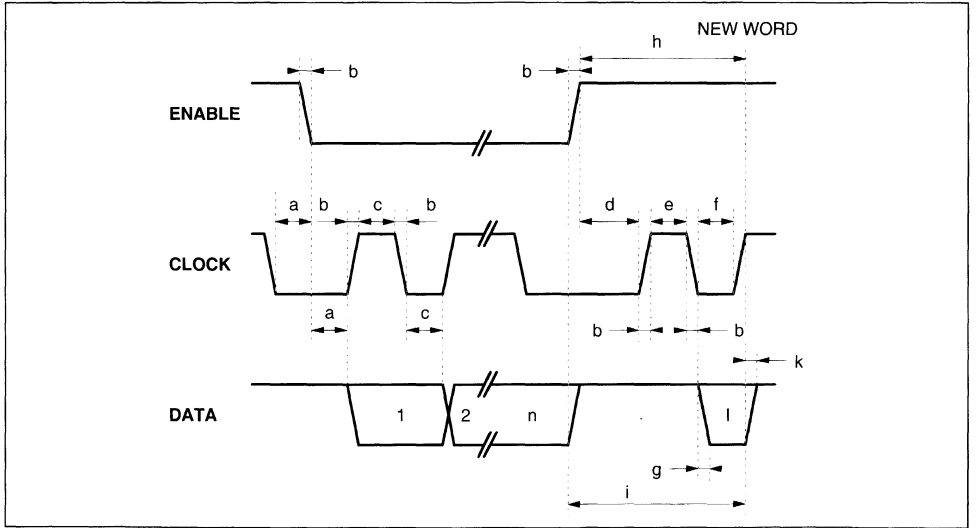 NEW WORD
h
b b
ENABLE
a b c b d e f
CLOCK
a c
b b
k
DATA 1 2 n I
g
i